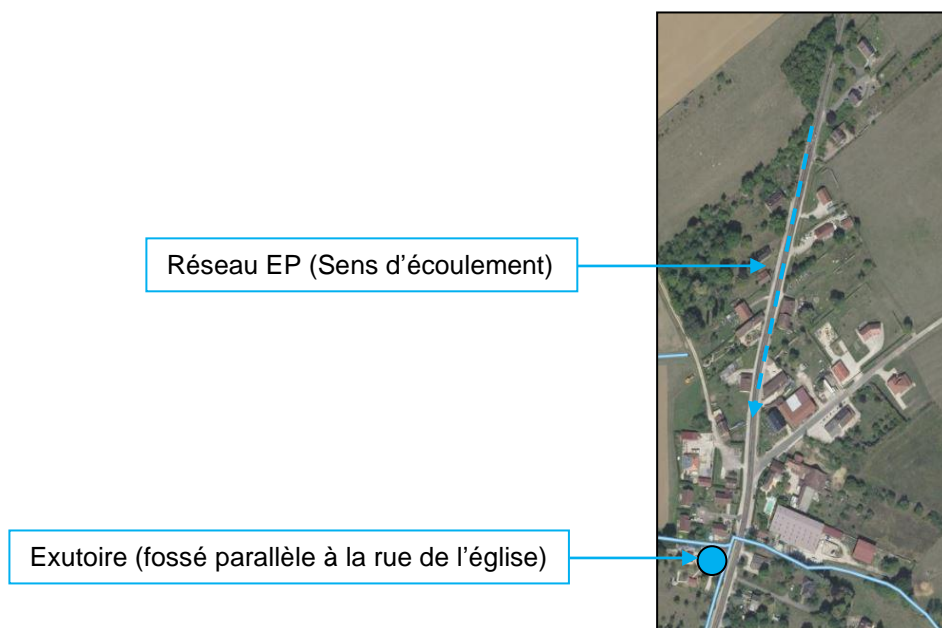 Réseau EP (Sens d’écoulement)
Exutoire (fossé parallèle à la rue de l’église)